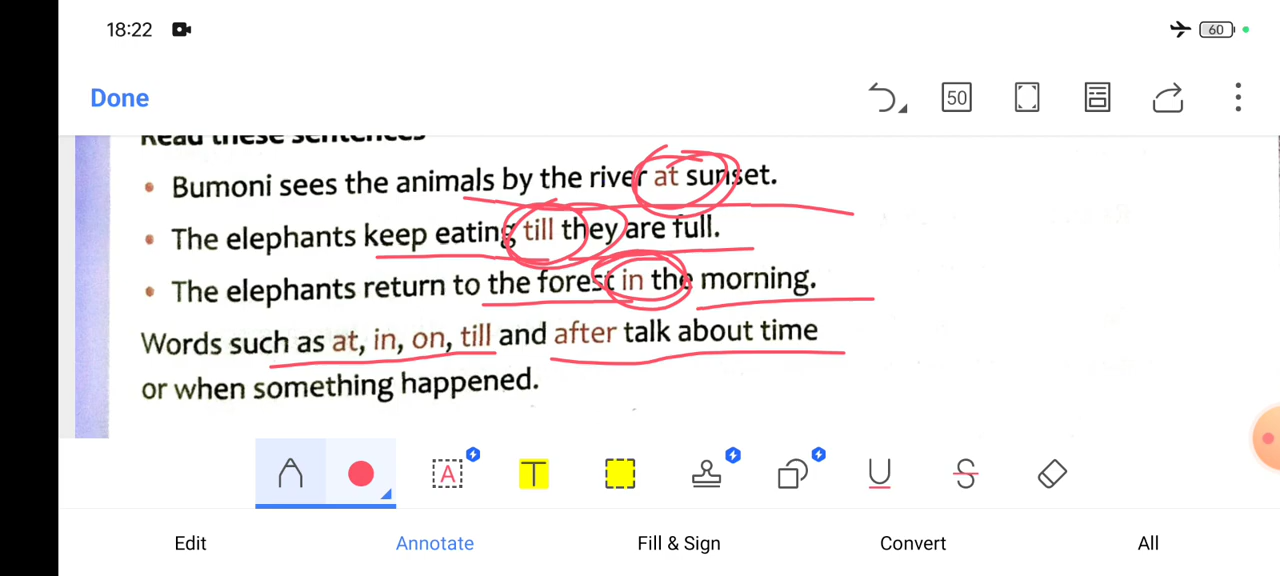 18:22
60
Done
50
Read these sentences
• Bumoni sees the animals by the river at sunset.
• The elephants keep eating till they are full.
• The elephants return to the forest in the morning.
Words such as at, in, on, till and after talk about time
or when something happened.
A
T
U
S
Edit
Annotate
Fill & Sign
Convert
All